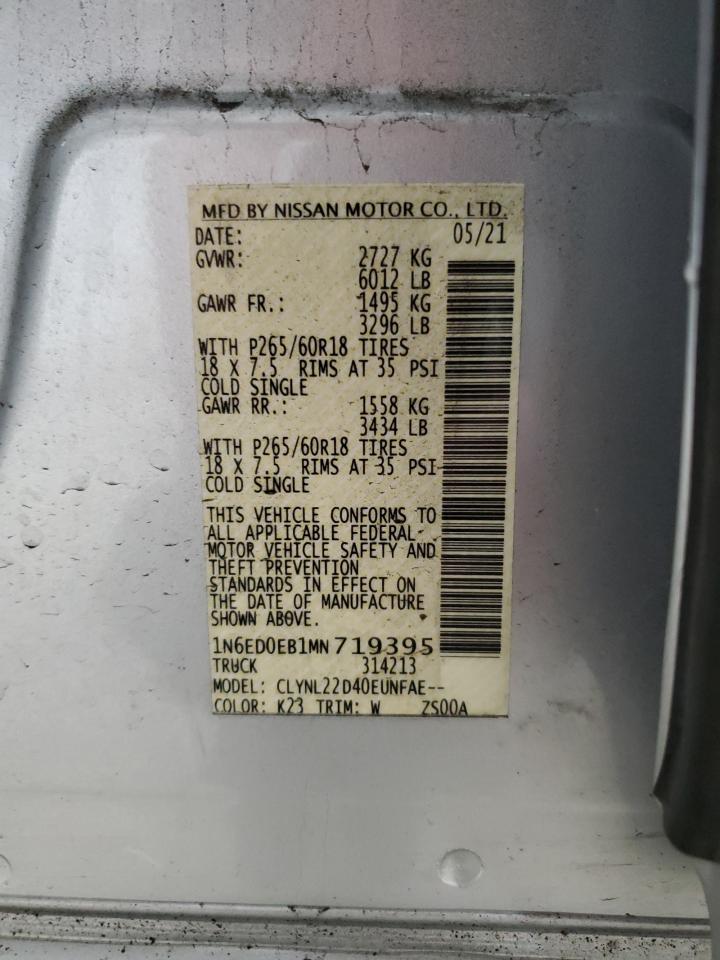 MFD BY NISSAN MOTOR CO., LTD.
DATE: 05/21
GVWR: 2727 KG
6012 LB
GAWR FR.: 1495 KG
3296 LB
WITH P265/60R18 TIRES
18 X 7.5 RIMS AT 35 PSI
COLD SINGLE
GAWR RR.: 1558 KG
3434 LB
WITH P265/60R18 TIRES
18 X 7.5 RIMS AT 35 PSI
COLD SINGLE
THIS VEHICLE CONFORMS TO
ALL APPLICABLE FEDERAL
MOTOR VEHICLE SAFETY AND
THEFT PREVENTION
STANDARDS IN EFFECT ON
THE DATE OF MANUFACTURE
SHOWN ABOVE.
1N6ED0EB1MN719395
TRUCK 314213
MODEL: CLYNL22D40EUNFAE--
COLOR: K23 TRIM: W ZS00A